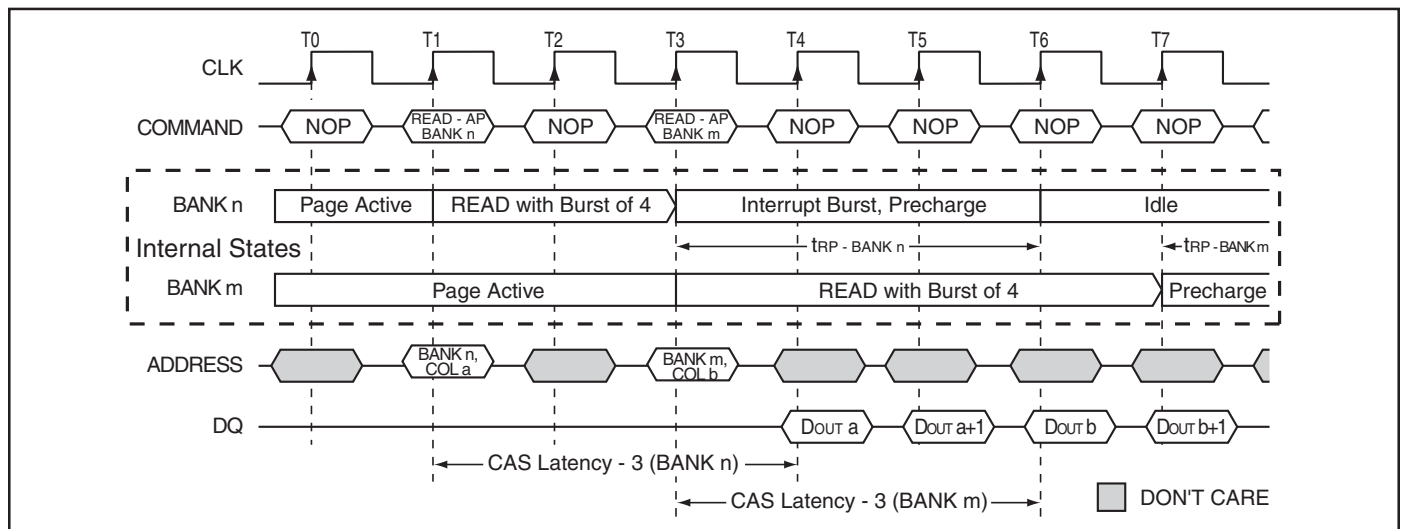 T0 T1 T2 T3 T4 T5 T6 T7
CLK
COMMAND NOP READ - AP BANK n NOP READ - AP BANK m NOP NOP NOP NOP
BANK n Page Active READ with Burst of 4 Interrupt Burst, Precharge Idle
Internal States tRP - BANK n tRP - BANK m
BANK m Page Active READ with Burst of 4 Precharge
ADDRESS BANK n, COL a BANK m, COL b
DQ DOUT a DOUT a+1 DOUT b DOUT b+1
CAS Latency - 3 (BANK n)
CAS Latency - 3 (BANK m) DON'T CARE